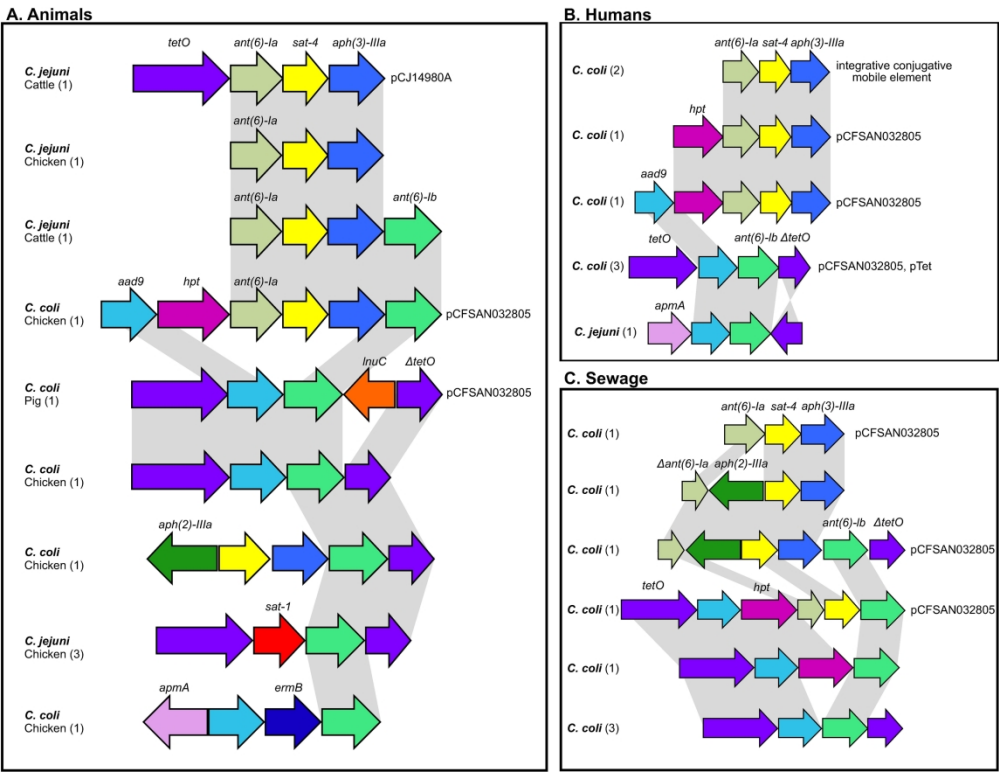 A. Animals
tetO ant(6)-Ia sat-4 aph(3)-IIIa
C. jejuni
Cattle (1)
pCJ14980A
ant(6)-Ia
C. jejuni
Chicken (1)
ant(6)-Ia ant(6)-Ib
C. jejuni
Cattle (1)
aad9 hpt ant(6)-Ia
C. coli
Chicken (1)
pCFSAN032805
lnuC ΔtetO
C. coli
Pig (1)
pCFSAN032805
C. coli
Chicken (1)
aph(2)-IIIa
C. coli
Chicken (1)
sat-1
C. jejuni
Chicken (3)
apmA ermB
C. coli
Chicken (1)
B. Humans
ant(6)-Ia sat-4 aph(3)-IIIa
C. coli (2)
integrative conjugative
mobile element
hpt
C. coli (1) pCFSAN032805
aad9
C. coli (1) pCFSAN032805
tetO ant(6)-Ib ΔtetO
C. coli (3) pCFSAN032805, pTet
apmA
C. jejuni (1)
C. Sewage
ant(6)-Ia sat-4 aph(3)-IIIa
C. coli (1) pCFSAN032805
Δant(6)-Ia aph(2)-IIIa
C. coli (1)
ant(6)-Ib ΔtetO
C. coli (1) pCFSAN032805
tetO hpt
C. coli (1) pCFSAN032805
C. coli (1)
C. coli (3)